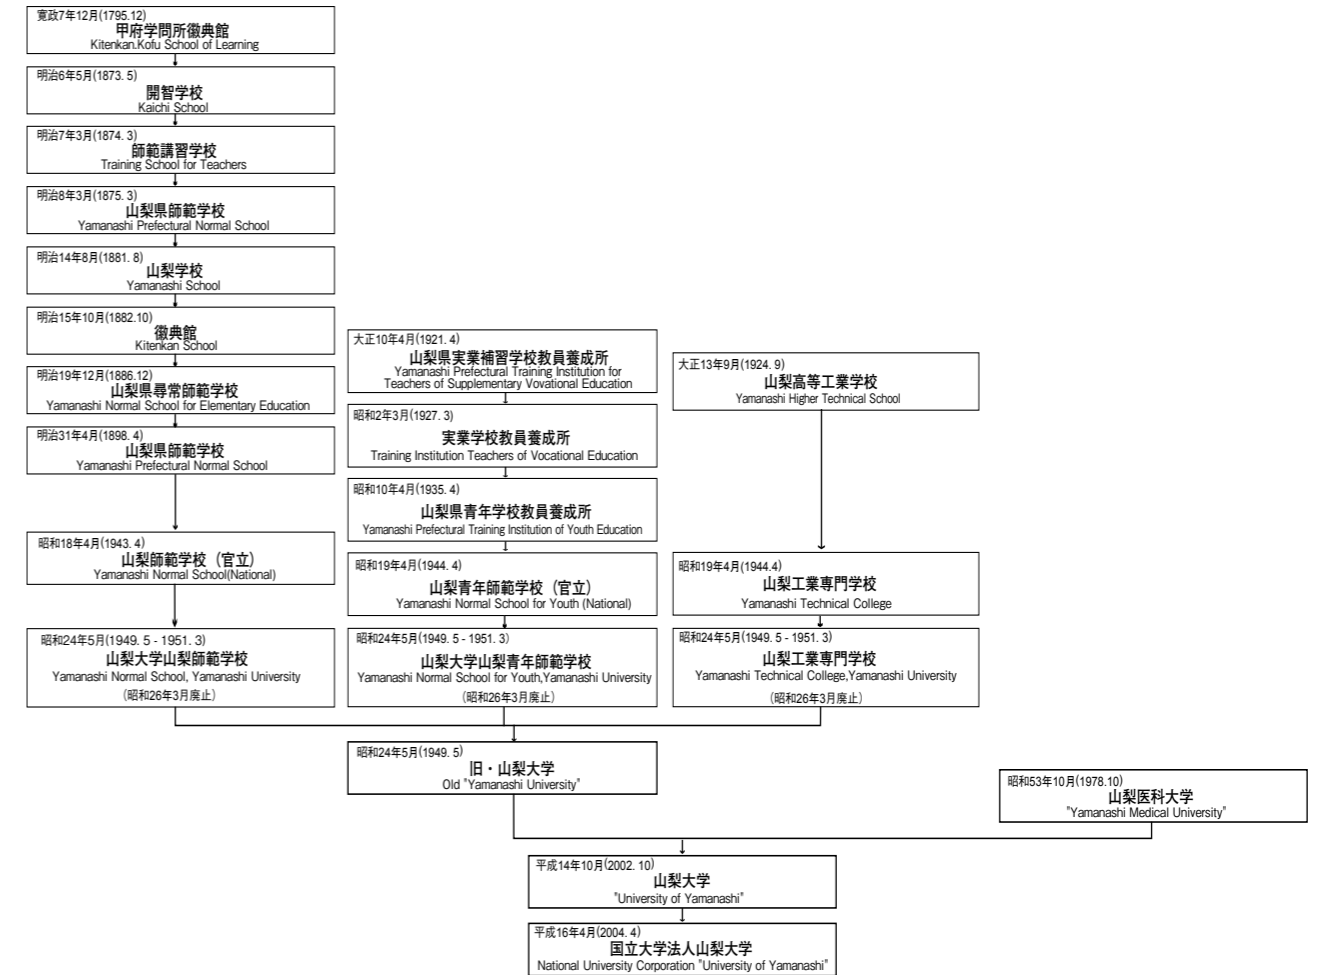 寛政7年12月(1795.12)
甲府学問所徽典館
Kitenkan.Kofu School of Learning
明治6年5月(1873. 5)
開智学校
Kaichi School
明治7年3月(1874. 3)
師範講習学校
Training School for Teachers
明治8年3月(1875. 3)
山梨県師範学校
Yamanashi Prefectural Normal School
明治14年8月(1881. 8)
山梨学校
Yamanashi School
明治15年10月(1882.10)
徽典館
Kitenkan School
明治19年12月(1886.12)
山梨県尋常師範学校
Yamanashi Normal School for Elementary Education
明治31年4月(1898. 4)
山梨県師範学校
Yamanashi Prefectural Normal School
昭和18年4月(1943. 4)
山梨師範学校（官立）
Yamanashi Normal School(National)
昭和24年5月(1949. 5 - 1951. 3)
山梨大学山梨師範学校
Yamanashi Normal School, Yamanashi University
（昭和26年3月廃止）
大正10年4月(1921. 4)
山梨県実業補習学校教員養成所
Yamanashi Prefectural Training Institution for
Teachers of Supplementary Vovational Education
昭和2年3月(1927. 3)
実業学校教員養成所
Training Institution Teachers of Vocational Education
昭和10年4月(1935. 4)
山梨県青年学校教員養成所
Yamanashi Prefectural Training Institution of Youth Education
昭和19年4月(1944. 4)
山梨青年師範学校（官立）
Yamanashi Normal School for Youth (National)
昭和24年5月(1949. 5 - 1951. 3)
山梨大学山梨青年師範学校
Yamanashi Normal School for Youth,Yamanashi University
（昭和26年3月廃止）
大正13年9月(1924. 9)
山梨高等工業学校
Yamanashi Higher Technical School
昭和19年4月(1944.4)
山梨工業専門学校
Yamanashi Technical College
昭和24年5月(1949. 5 - 1951. 3)
山梨工業専門学校
Yamanashi Technical College,Yamanashi University
（昭和26年3月廃止）
昭和24年5月(1949. 5)
旧・山梨大学
Old "Yamanashi University"
昭和53年10月(1978.10)
山梨医科大学
"Yamanashi Medical University"
平成14年10月(2002. 10)
山梨大学
"University of Yamanashi"
平成16年4月(2004. 4)
国立大学法人山梨大学
National University Corporation "University of Yamanashi"